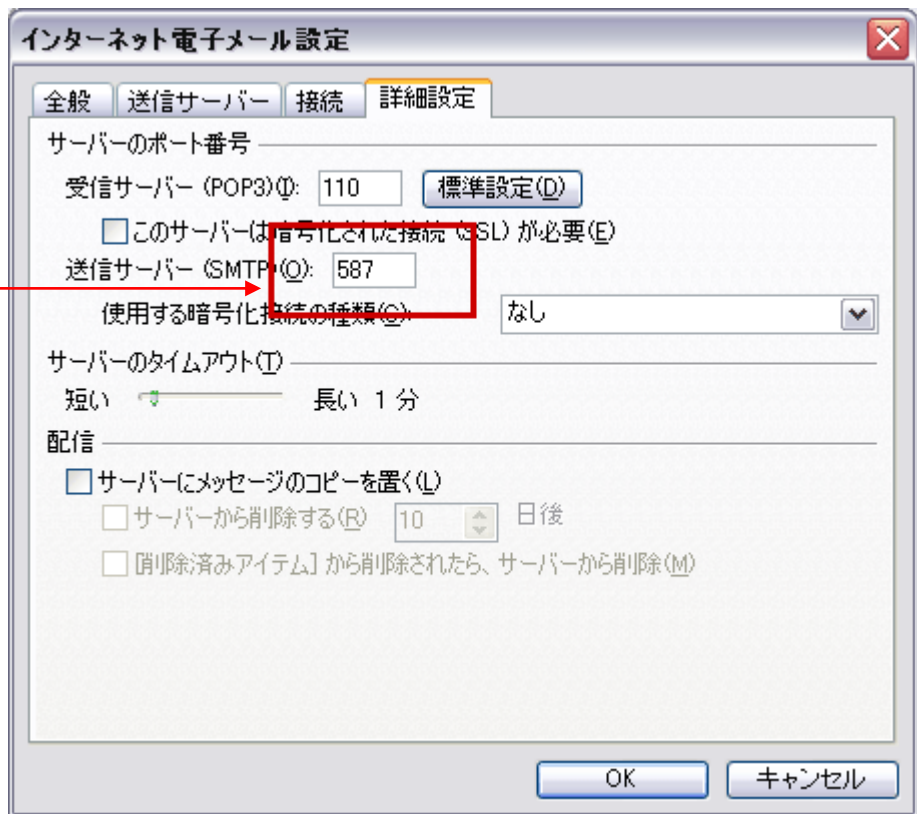 インターネット電子メール設定
全般 送信サーバー 接続 詳細設定
サーバーのポート番号
受信サーバー (POP3)(I): 110 標準設定(D)
このサーバーは暗号化された接続 (SSL) が必要(E)
送信サーバー (SMTP)(O): 587
使用する暗号化接続の種類(C): なし
サーバーのタイムアウト(T)
短い 長い 1 分
配信
サーバーにメッセージのコピーを置く(L)
サーバーから削除する(R) 10 日後
[削除済みアイテム] から削除されたら、サーバーから削除(M)
OK キャンセル